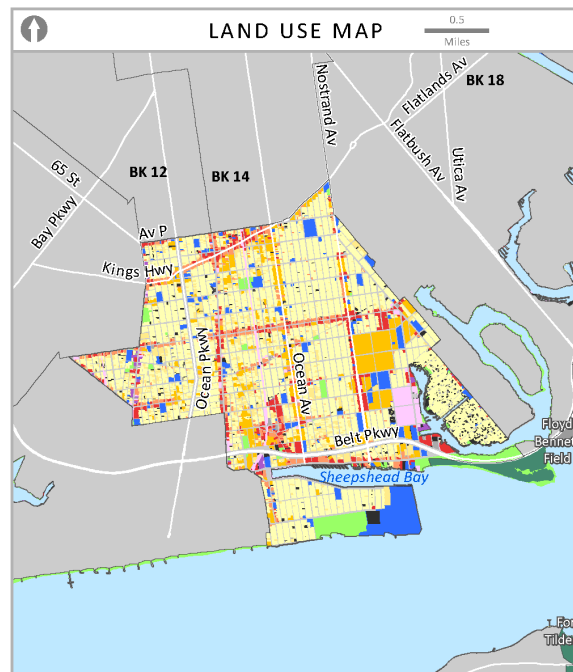 LAND USE MAP
0.5
Miles
Nostrand Av
Flatlands Av
BK 18
Flatbush Av
Utica Av
65 St
BK 12
BK 14
Bay Pkwy
Av P
Kings Hwy
Ocean Pkwy
Ocean Av
Belt Pkwy
Floyd
Bennet
Field
Sheepshead Bay
For
Tilde